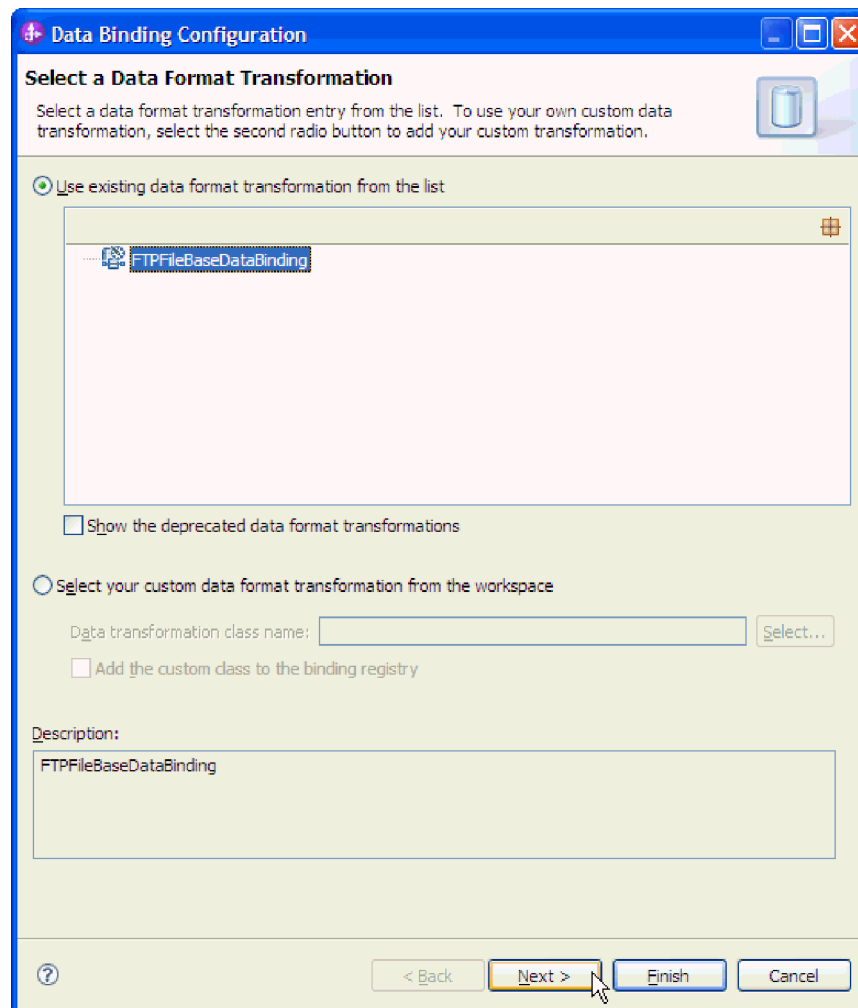 Data Binding Configuration
Select a Data Format Transformation
Select a data format transformation entry from the list. To use your own custom data
transformation, select the second radio button to add your custom transformation.
Use existing data format transformation from the list
FTPFileBaseDataBinding
Show the deprecated data format transformations
Select your custom data format transformation from the workspace
Data transformation class name: Select...
Add the custom class to the binding registry
Description:
FTPFileBaseDataBinding
? < Back Next > Finish Cancel